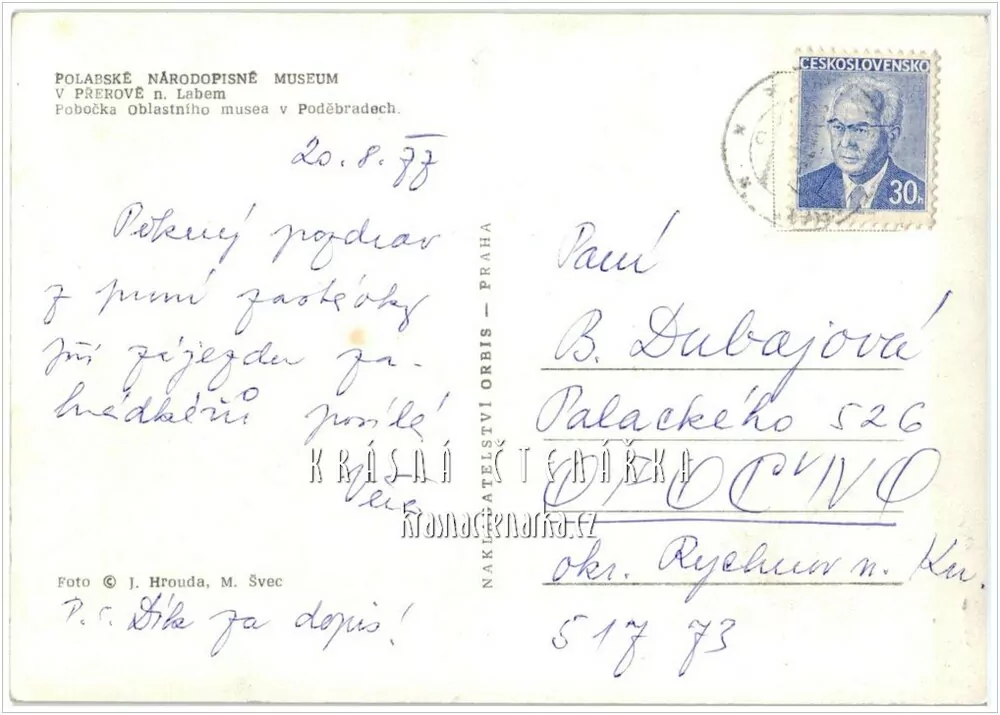 POLABSKÉ NÁRODOPISNÉ MUSEUM
V PŘEROVĚ n. Labem
Pobočka Oblastního musea v Poděbradech.
20.8.77
Pěkný pozdrav
z první zastávky
při zájezdu za-
hrádkářů posílá
Věra
Foto © J. Hrouda, M. Švec
P.S. Dík za dopis!
NAKLADATELSTVÍ ORBIS — PRAHA
ČESKOSLOVENSKO
30h
Paní
B. Dubajová
Palackého 526
OPOČNO
okr. Rychnov n. Kn.
517 73
KRÁSNÁ ČTENÁŘKA
krasnactenarka.cz